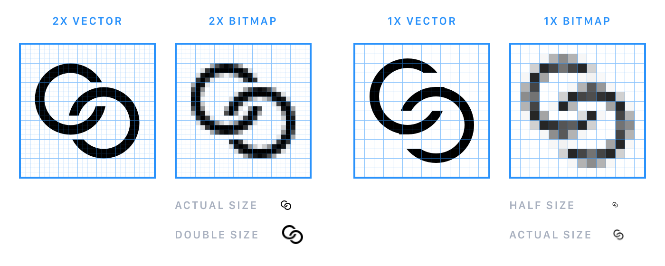 2X VECTOR
2X BITMAP
1X VECTOR
1X BITMAP
ACTUAL SIZE
DOUBLE SIZE
HALF SIZE
ACTUAL SIZE